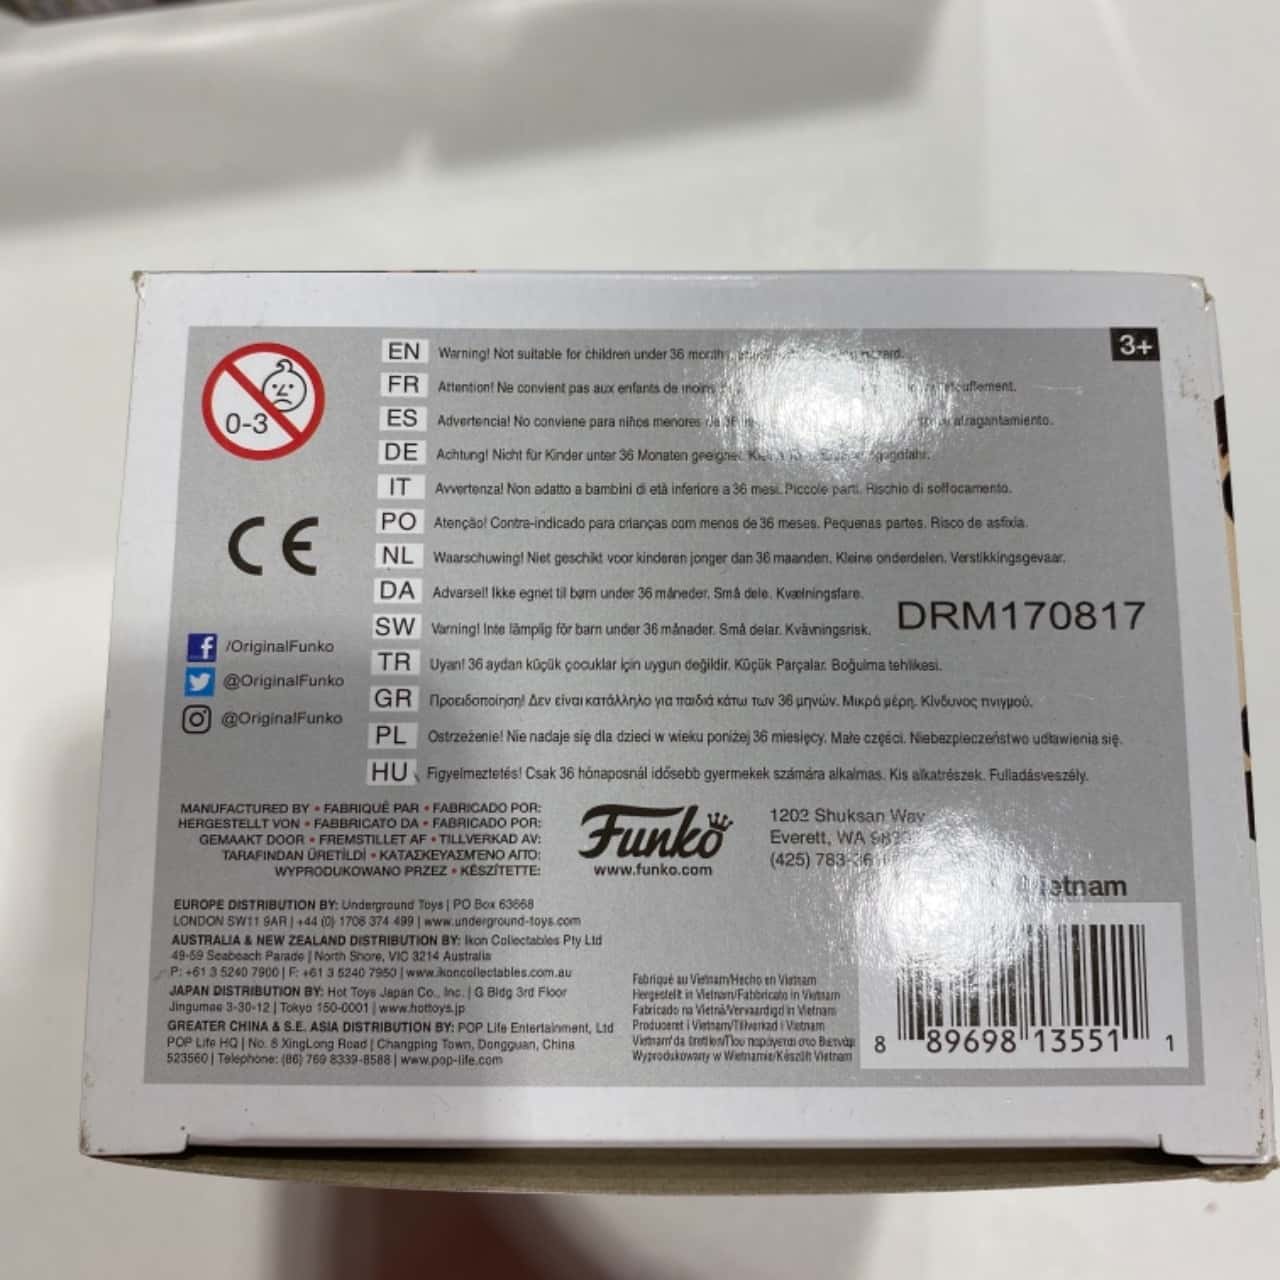 3+
0-3
EN Warning! Not suitable for children under 36 hazard.
FR Attention! Ne convient pas aux enfants de moins
ES Advertencia! No conviene para niños menores de 36 atragantamiento.
DE Achtung! Nicht für Kinder unter 36 Monaten geeignet.
IT Avvertenza! Non adatto a bambini di età inferiore a 36 mesi. Piccole parti. Rischio di soffocamento.
PO Atenção! Contra-indicado para crianças com menos de 36 meses. Pequenas partes. Risco de asfixia.
NL Waarschuwing! Niet geschikt voor kinderen jonger dan 36 maanden. Kleine onderdelen. Verstikkingsgevaar.
DA Advarsel! Ikke egnet til børn under 36 måneder. Små dele. Kvælningsfare.
SW Varning! Inte lämplig för barn under 36 månader. Små delar. Kvävningsrisk.
TR Uyarı! 36 aydan küçük çocuklar için uygun değildir. Küçük Parçalar. Boğulma tehlikesi.
GR Προειδοποίηση! Δεν είναι κατάλληλο για παιδιά κάτω των 36 μηνών. Μικρά μέρη. Κίνδυνος πνιγμού.
PL Ostrzeżenie! Nie nadaje się dla dzieci w wieku poniżej 36 miesięcy. Małe części. Niebezpieczeństwo udławienia się.
HU Figyelmeztetés! Csak 36 hónaposnál idősebb gyermekek számára alkalmas. Kis alkatrészek. Fulladásveszély.
CE
DRM170817
f /OriginalFunko
@OriginalFunko
@OriginalFunko
MANUFACTURED BY • FABRIQUÉ PAR • FABRICADO POR:
HERGESTELLT VON • FABBRICATO DA • FABRICADO POR:
GEMAAKT DOOR • FREMSTILLET AF • TILLVERKAD AV:
TARAFINDAN ÜRETİLDİ • ΚΑΤΑΣΚΕΥΑΣΜΈΝΟ ΑΠΌ:
WYPRODUKOWANO PRZEZ • KÉSZÍTETTE:
Funko
www.funko.com
1202 Shuksan Way
Everett, WA
(425)
Vietnam
EUROPE DISTRIBUTION BY: Underground Toys | PO Box 63668
LONDON SW11 9AR | +44 (0) 1708 374 499 | www.underground-toys.com
AUSTRALIA & NEW ZEALAND DISTRIBUTION BY: Ikon Collectables Pty Ltd
49-59 Seabeach Parade | North Shore, VIC 3214 Australia
P: +61 3 5240 7900 | F: +61 3 5240 7950 | www.ikoncollectables.com.au
JAPAN DISTRIBUTION BY: Hot Toys Japan Co., Inc. | G Bldg 3rd Floor
Jingumae 3-30-12 | Tokyo 150-0001 | www.hottoys.jp
GREATER CHINA & S.E. ASIA DISTRIBUTION BY: POP Life Entertainment, Ltd
POP Life HQ | No. 8 XingLong Road | Changping Town, Dongguan, China
523560 | Telephone: (86) 769 8339-8588 | www.pop-life.com
Fabriqué au Vietnam/Hecho en Vietnam
Hergestellt in Vietnam/Fabbricato in Vietnam
Fabricado na Vietnã/Vervaardigd in Vietnam
Produceret i Vietnam/Tillverkad i Vietnam
Vietnam'da üretilen/Που παράγεται στο Βιετνάμ
Wyprodukowany w Wietnamie/Készült Vietnam
8 89698 13551 1